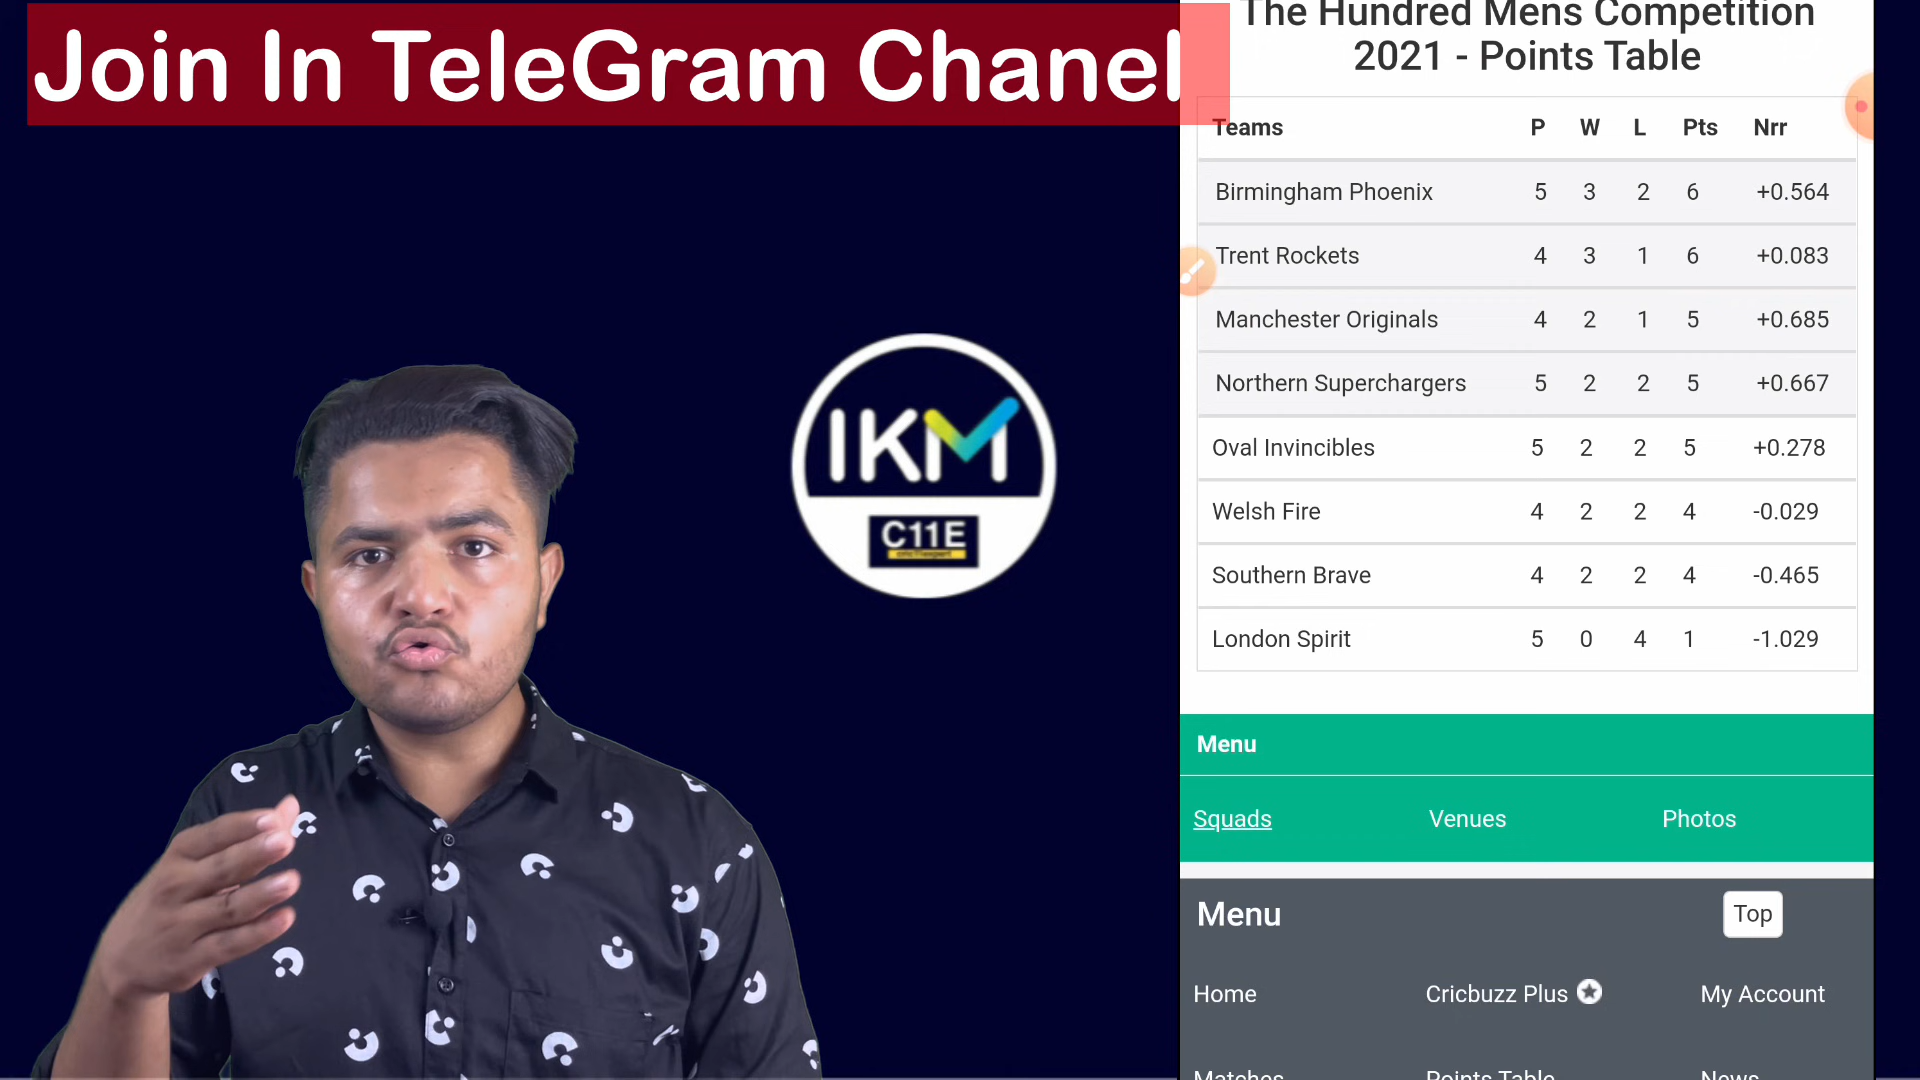 Join In TeleGram Chanel
The Hundred Mens Competition
2021 - Points Table
Teams P W L Pts Nrr
Birmingham Phoenix 5 3 2 6 +0.564
Trent Rockets 4 3 1 6 +0.083
Manchester Originals 4 2 1 5 +0.685
Northern Superchargers 5 2 2 5 +0.667
Oval Invincibles 5 2 2 5 +0.278
Welsh Fire 4 2 2 4 -0.029
Southern Brave 4 2 2 4 -0.465
London Spirit 5 0 4 1 -1.029
IKM
C11E
Menu
Squads Venues Photos
Menu Top
Home Cricbuzz Plus My Account
Matches Points Table News